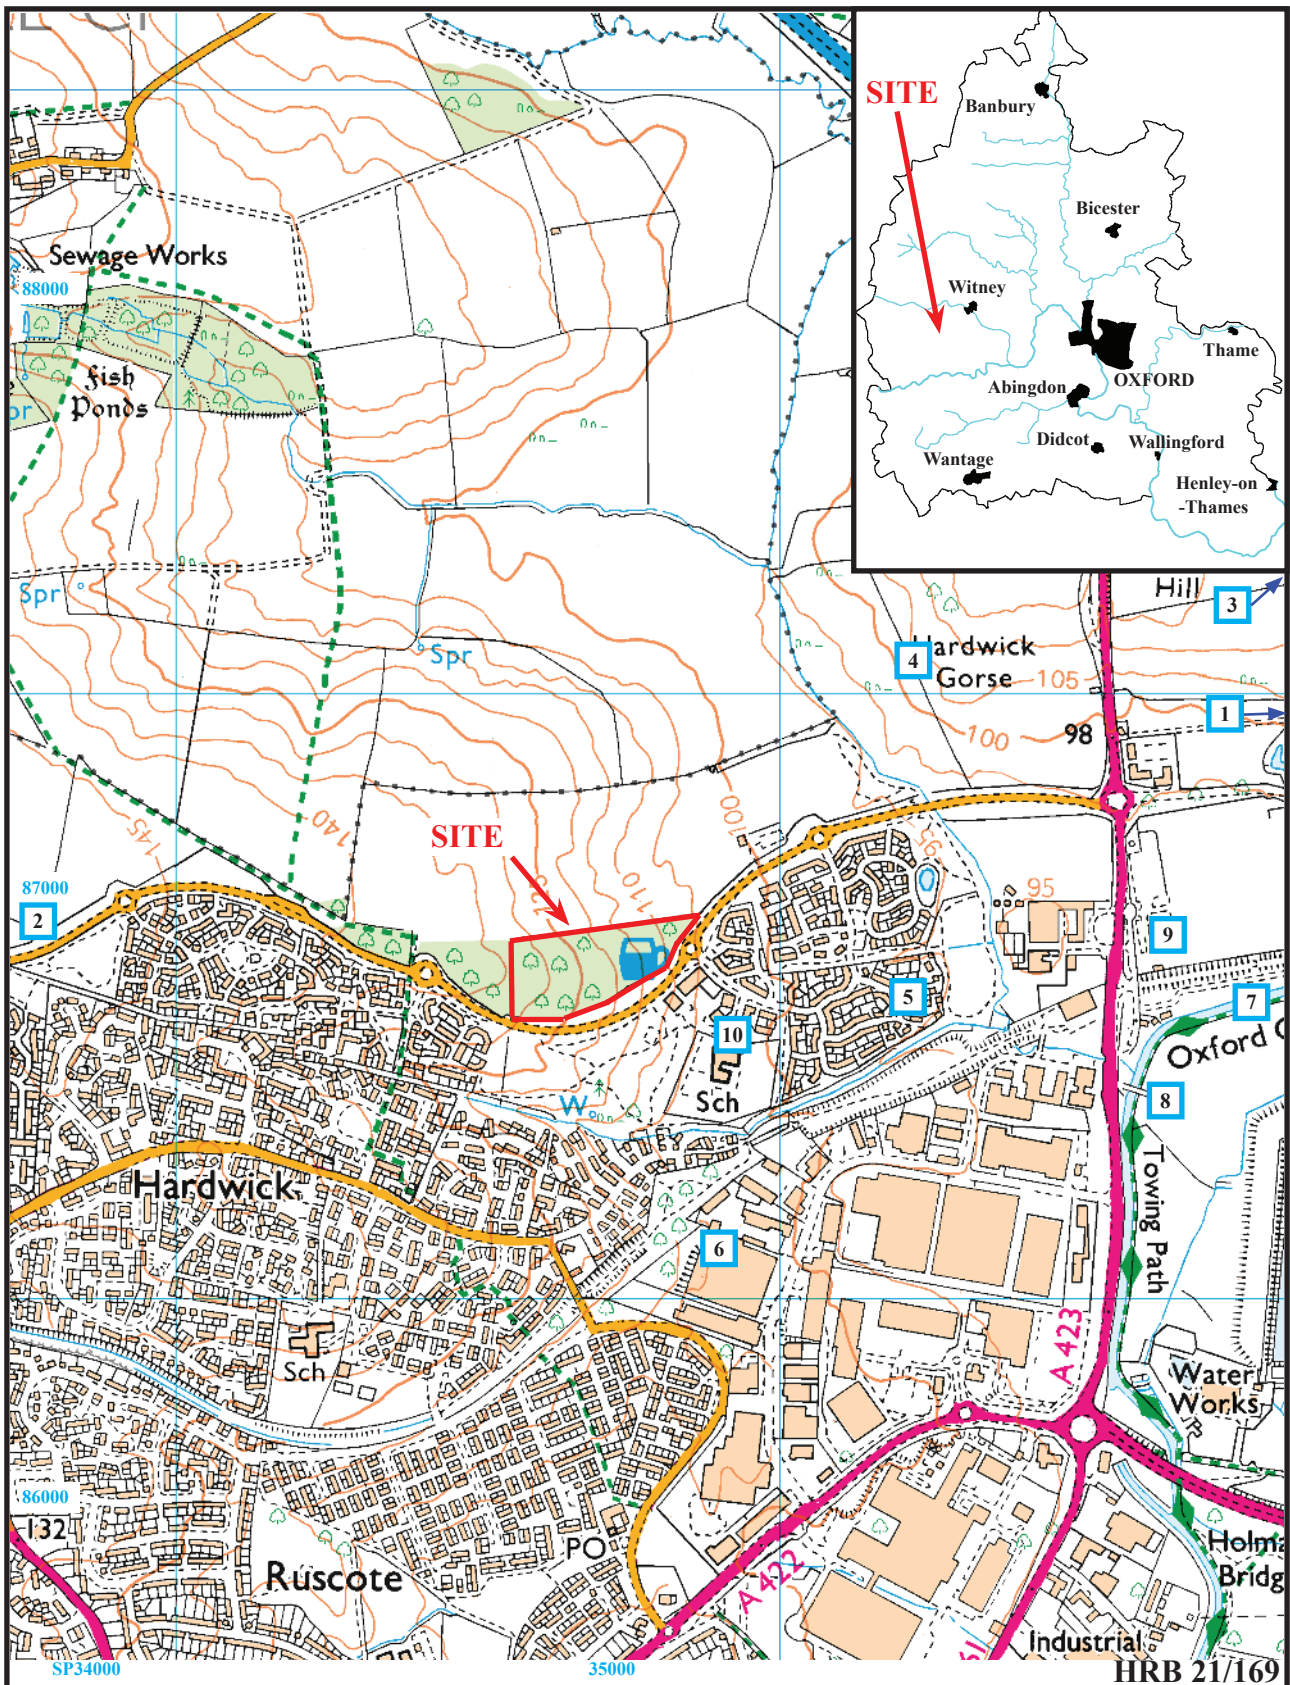 SITE
Banbury
Bicester
Witney
Thame
OXFORD
Abingdon
Didcot
Wallingford
Wantage
Henley-on
-Thames
Sewage Works
88000
fish
Ponds
Spr
Spr
Hill
3
4
Hardwick
Gorse
105
1
100
98
145
140
SITE
100
95
110
87000
95
2
9
5
7
10
Oxford
8
W
Sch
Towing Path
Hardwick
6
A 423
Sch
Water
Works
86000
132
PO
Ruscote
A 422
Industrial
SP34000
35000
HRB 21/169